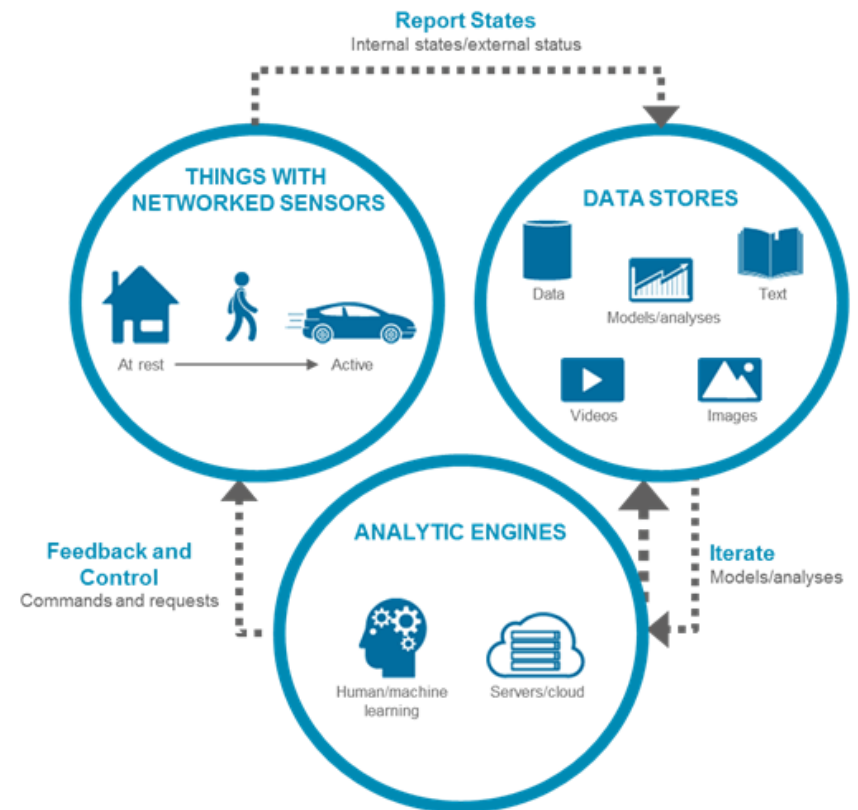 Report States
Internal states/external status
THINGS WITH
NETWORKED SENSORS
At rest
Active
DATA STORES
Data
Models/analyses
Text
Videos
Images
Feedback and
Control
Commands and requests
ANALYTIC ENGINES
Human/machine
learning
Servers/cloud
Iterate
Models/analyses